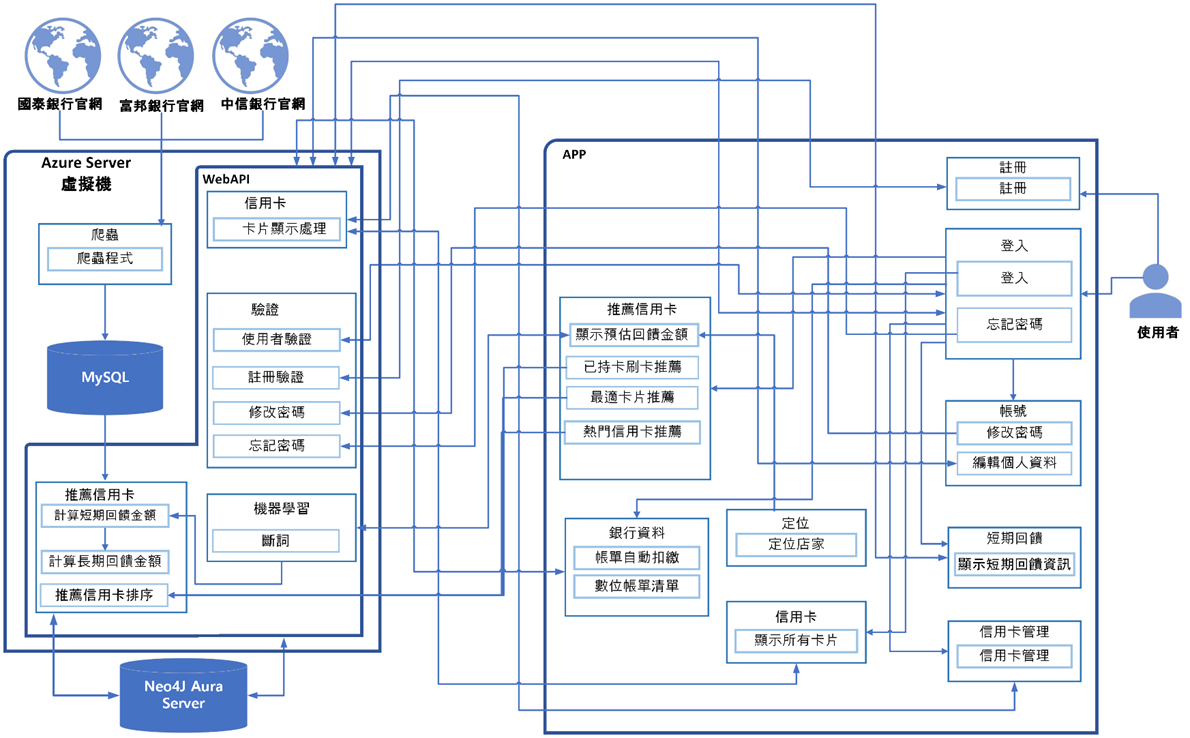 國泰銀行官網
富邦銀行官網
中信銀行官網
Azure Server
虛擬機
爬蟲
爬蟲程式
MySQL
推薦信用卡
計算短期回饋金額
計算長期回饋金額
推薦信用卡排序
Neo4J Aura
Server
WebAPI
信用卡
卡片顯示處理
驗證
使用者驗證
註冊驗證
修改密碼
忘記密碼
機器學習
斷詞
APP
推薦信用卡
顯示預估回饋金額
已持卡刷卡推薦
最適卡片推薦
熱門信用卡推薦
銀行資料
帳單自動扣繳
數位帳單清單
定位
定位店家
信用卡
顯示所有卡片
註冊
註冊
登入
登入
忘記密碼
帳號
修改密碼
編輯個人資料
短期回饋
顯示短期回饋資訊
信用卡管理
信用卡管理
使用者